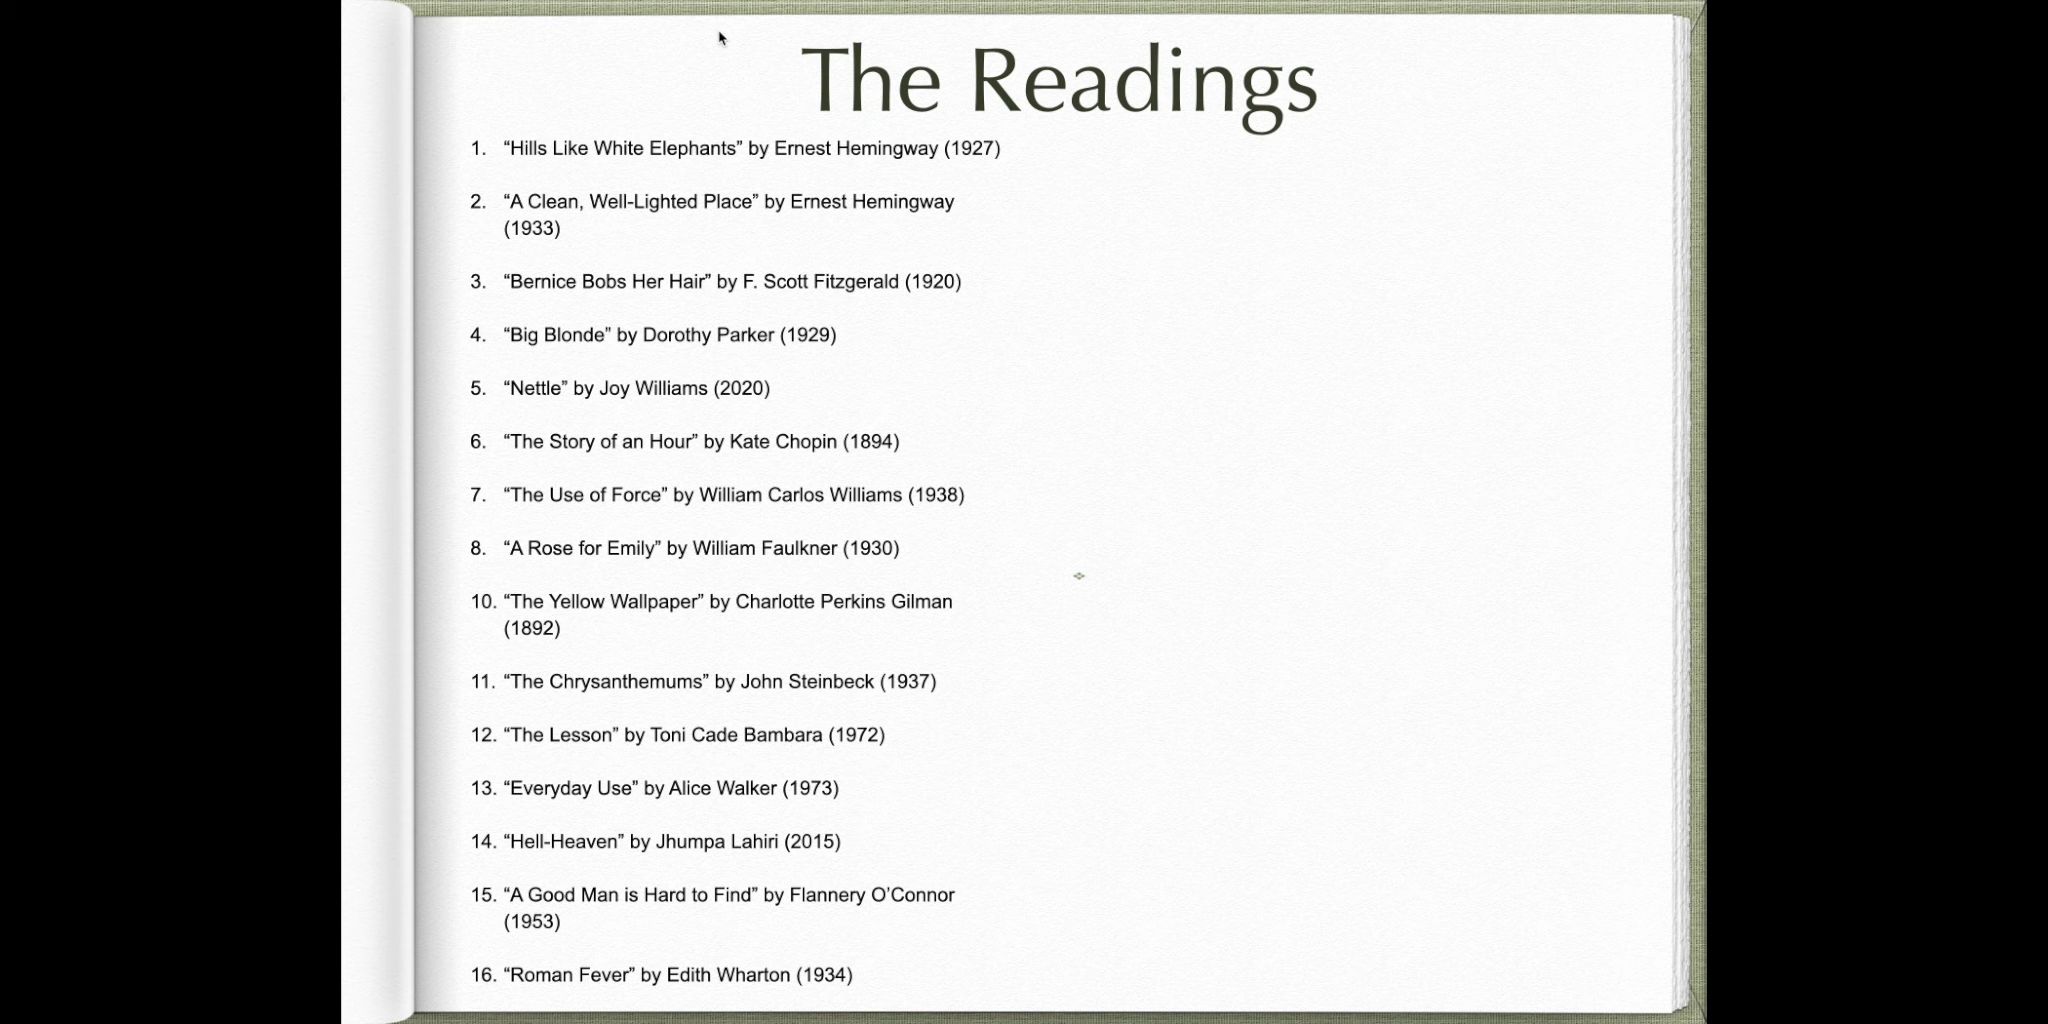 The Readings
1. “Hills Like White Elephants” by Ernest Hemingway (1927)
2. “A Clean, Well-Lighted Place” by Ernest Hemingway
(1933)
3. “Bernice Bobs Her Hair” by F. Scott Fitzgerald (1920)
4. “Big Blonde” by Dorothy Parker (1929)
5. “Nettle” by Joy Williams (2020)
6. “The Story of an Hour” by Kate Chopin (1894)
7. “The Use of Force” by William Carlos Williams (1938)
8. “A Rose for Emily” by William Faulkner (1930)
10. “The Yellow Wallpaper” by Charlotte Perkins Gilman
(1892)
11. “The Chrysanthemums” by John Steinbeck (1937)
12. “The Lesson” by Toni Cade Bambara (1972)
13. “Everyday Use” by Alice Walker (1973)
14. “Hell-Heaven” by Jhumpa Lahiri (2015)
15. “A Good Man is Hard to Find” by Flannery O’Connor
(1953)
16. “Roman Fever” by Edith Wharton (1934)